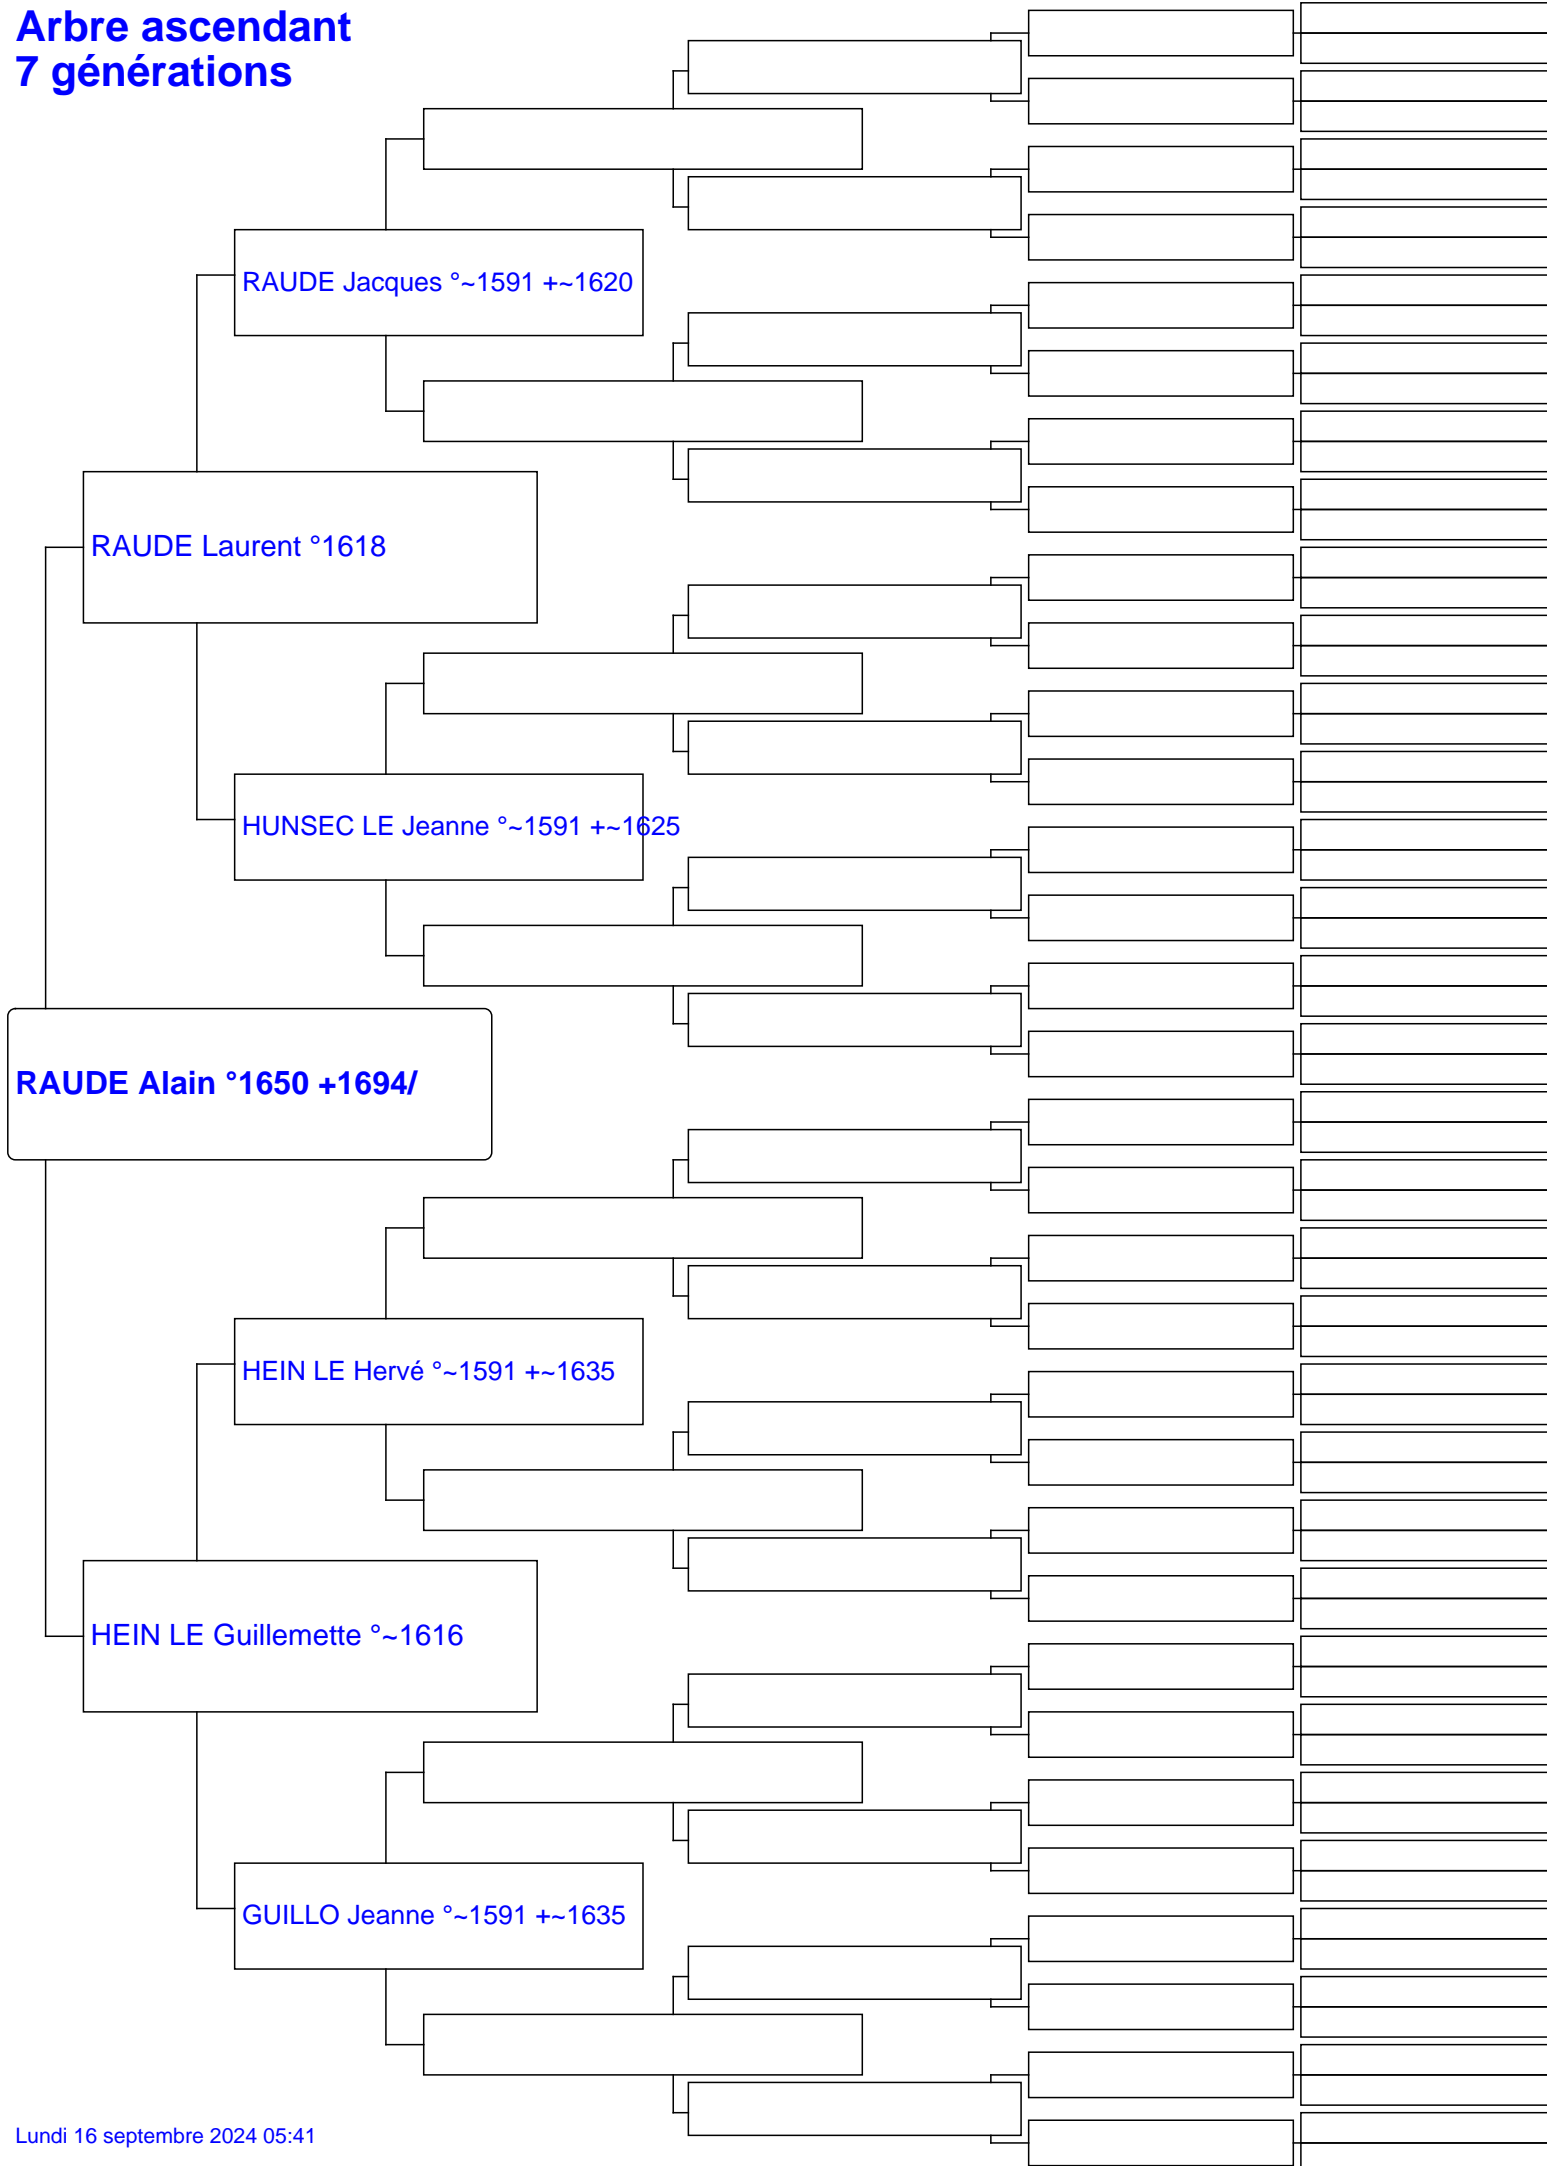 Arbre ascendant
7 générations
RAUDE Jacques °~1591 +~1620
RAUDE Laurent °1618
HUNSEC LE Jeanne °~1591 +~1625
RAUDE Alain °1650 +1694/
HEIN LE Hervé °~1591 +~1635
HEIN LE Guillemette °~1616
GUILLO Jeanne °~1591 +~1635
Lundi 16 septembre 2024 05:41